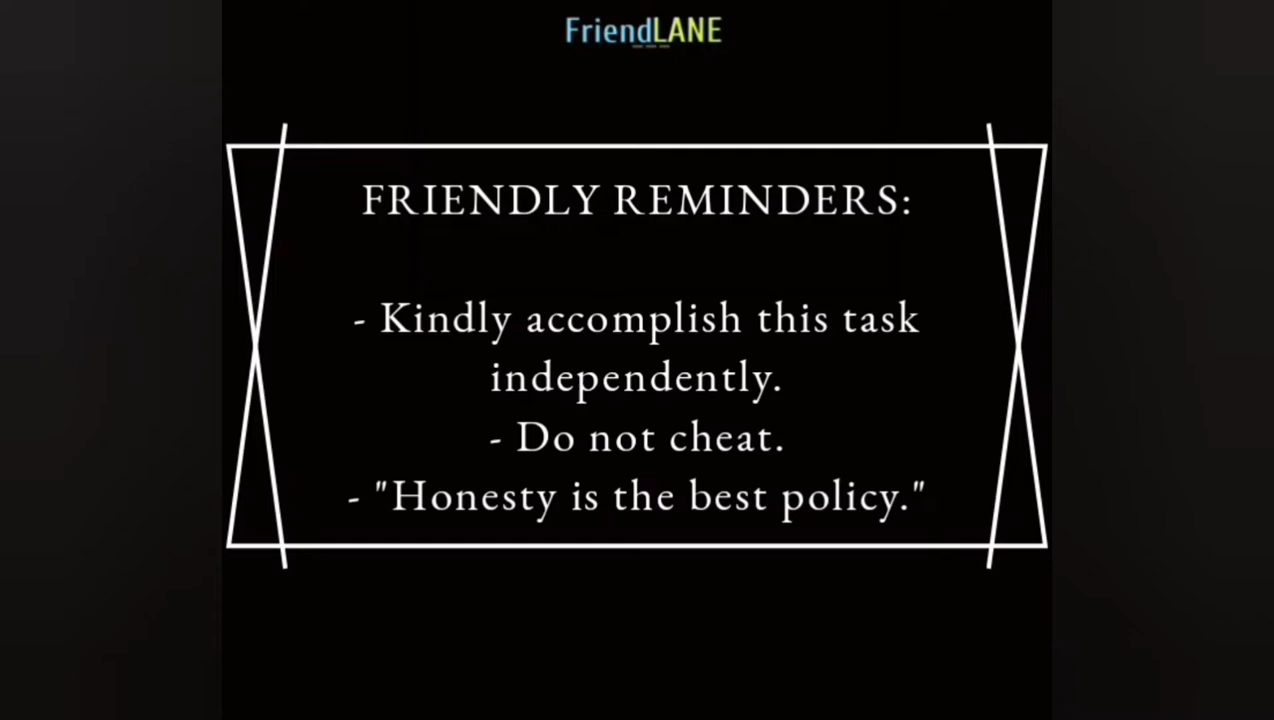 FriendLANE
FRIENDLY REMINDERS:
- Kindly accomplish this task
independently.
- Do not cheat.
- "Honesty is the best policy."